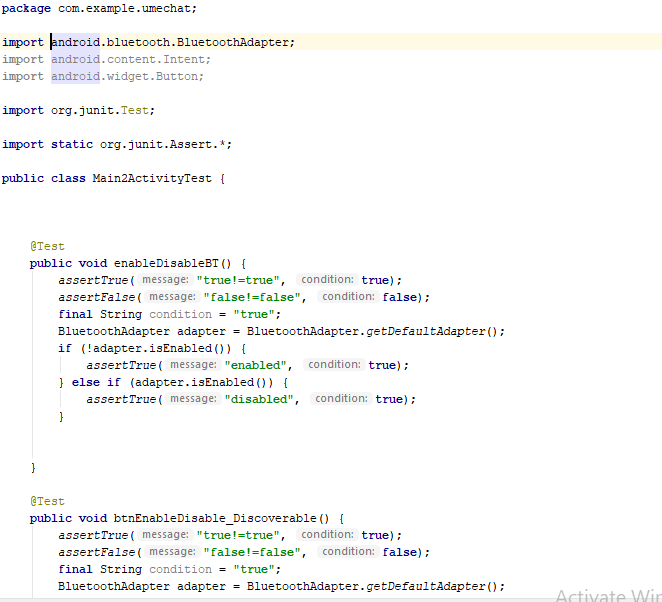 package com.example.umechat;
import android.bluetooth.BluetoothAdapter;
import android.content.Intent;
import android.widget.Button;
import org.junit.Test;
import static org.junit.Assert.*;
public class Main2ActivityTest {
@Test
public void enableDisableBT() {
assertTrue( message: "true!=true", condition: true);
assertFalse( message: "false!=false", condition: false);
final String condition = "true";
BluetoothAdapter adapter = BluetoothAdapter.getDefaultAdapter();
if (!adapter.isEnabled()) {
assertTrue( message: "enabled", condition: true);
} else if (adapter.isEnabled()) {
assertTrue( message: "disabled", condition: true);
}
}
@Test
public void btnEnableDisable_Discoverable() {
assertTrue( message: "true!=true", condition: true);
assertFalse( message: "false!=false", condition: false);
final String condition = "true";
BluetoothAdapter adapter = BluetoothAdapter.getDefaultAdapter();
Activate Win